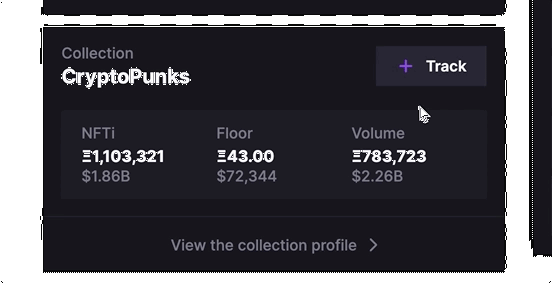 Collection
CryptoPunks
Track
NFTi
Floor
Volume
Ξ1,103,321
Ξ43.00
Ξ783,723
$1.86B
$72,344
$2.26B
View the collection profile